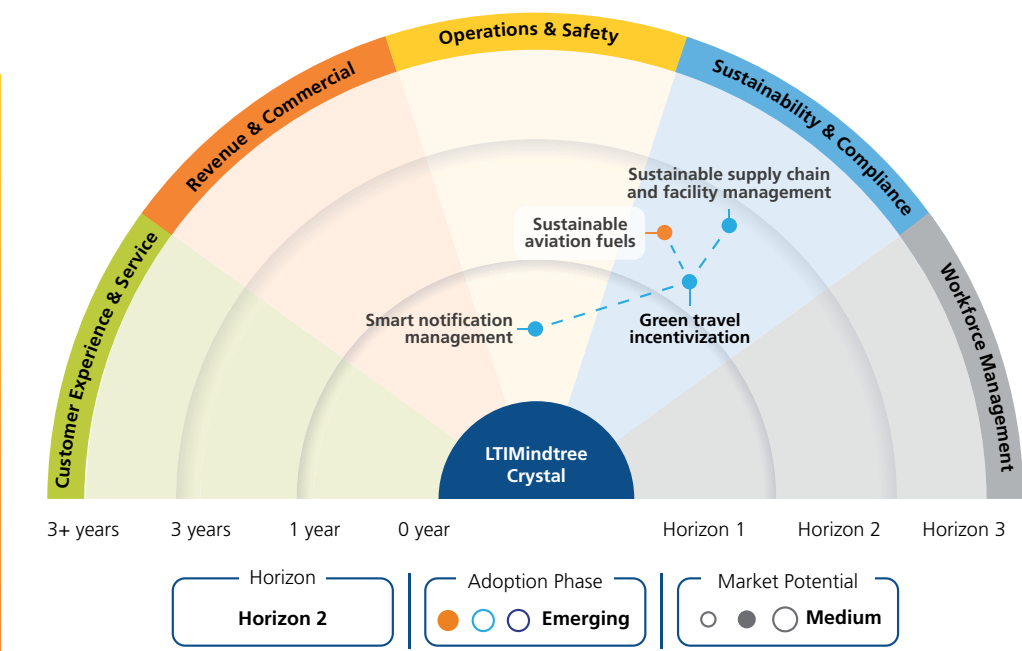 Operations & Safety
Revenue & Commercial
Sustainability & Compliance
Customer Experience & Service
Workforce Management
Sustainable supply chain
and facility management
Sustainable
aviation fuels
Smart notification
management
Green travel
incentivization
LTIMindtree
Crystal
3+ years
3 years
1 year
0 year
Horizon 1
Horizon 2
Horizon 3
Horizon
Horizon 2
Adoption Phase
Emerging
Market Potential
Medium